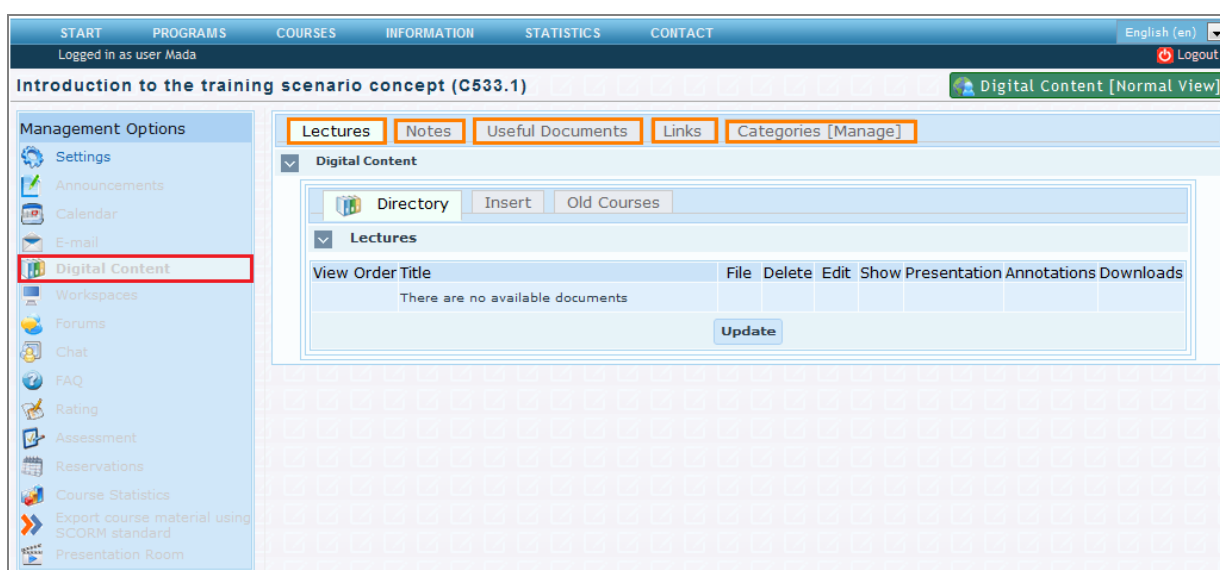 START PROGRAMS COURSES INFORMATION STATISTICS CONTACT English (en)
Logged in as user Mada Logout
Introduction to the training scenario concept (C533.1) Digital Content [Normal View]
Management Options
Settings
Announcements
Calendar
E-mail
Digital Content
Workspaces
Forums
Chat
FAQ
Rating
Assessment
Reservations
Course Statistics
Export course material using
SCORM standard
Presentation Room
Lectures Notes Useful Documents Links Categories [Manage]
Digital Content
Directory Insert Old Courses
Lectures
View Order Title File Delete Edit Show Presentation Annotations Downloads
There are no available documents
Update